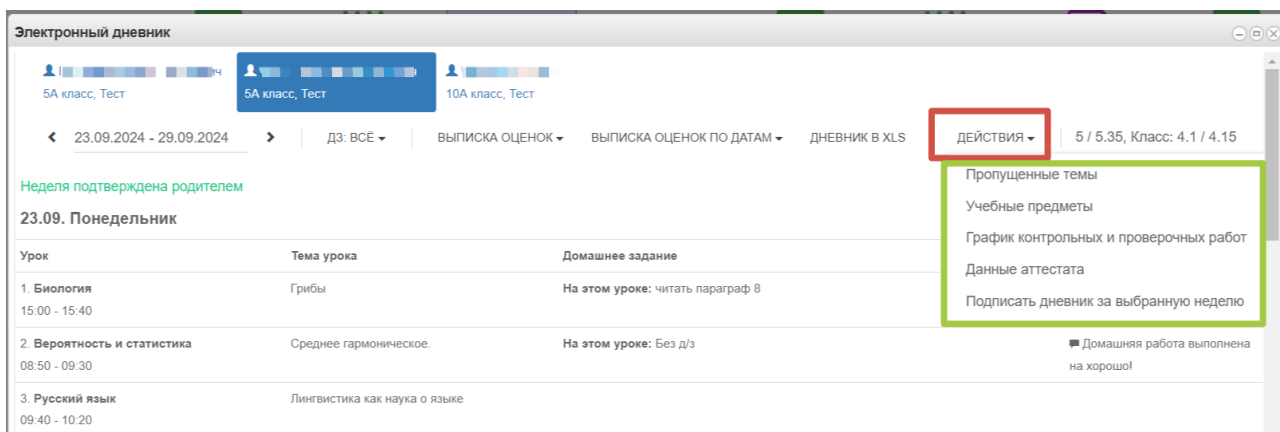 Электронный дневник
5А класс, Тест
5А класс, Тест
10А класс, Тест
23.09.2024 - 29.09.2024
ДЗ: ВСЁ
ВЫПИСКА ОЦЕНОК
ВЫПИСКА ОЦЕНОК ПО ДАТАМ
ДНЕВНИК В XLS
ДЕЙСТВИЯ
5 / 5.35, Класс: 4.1 / 4.15
Пропущенные темы
Учебные предметы
График контрольных и проверочных работ
Данные аттестата
Подписать дневник за выбранную неделю
Неделя подтверждена родителем
23.09. Понедельник
Урок Тема урока Домашнее задание
1. Биология Грибы На этом уроке: читать параграф 8
15:00 - 15:40
2. Вероятность и статистика Среднее гармоническое. На этом уроке: Без д/з Домашняя работа выполнена
08:50 - 09:30 на хорошо!
3. Русский язык Лингвистика как наука о языке
09:40 - 10:20